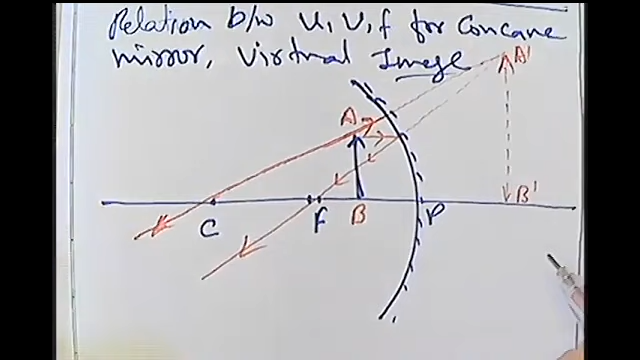 Relation b/w u, v, f for Concave
mirror, Virtual Image
A'
A
C
F
B
P
B'